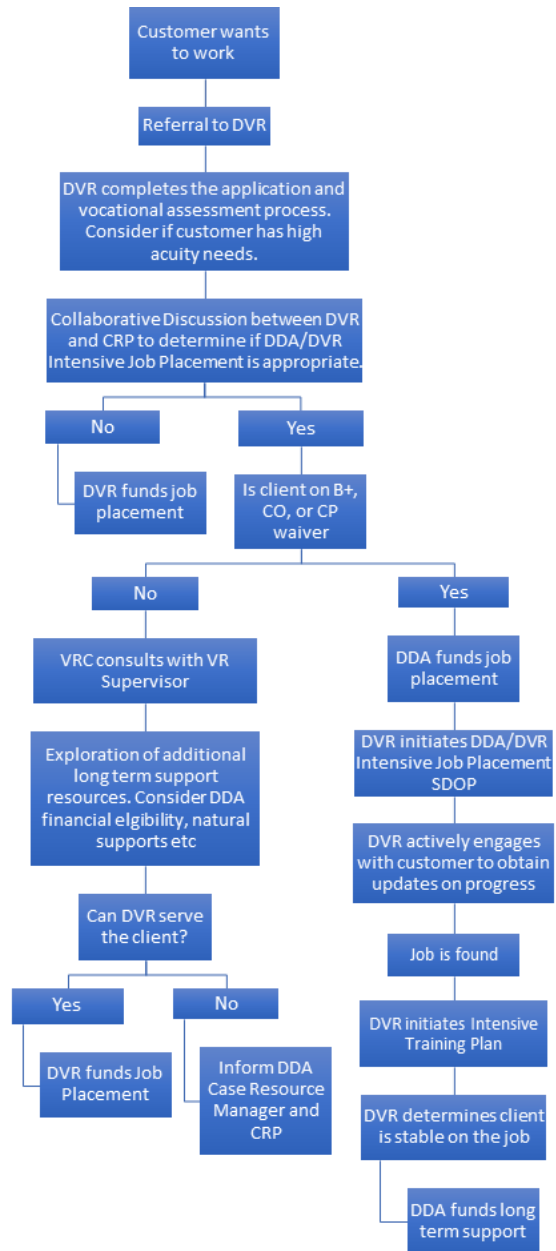 Customer wants
to work
Referral to DVR
DVR completes the application and
vocational assessment process.
Consider if customer has high
acuity needs.
Collaborative Discussion between DVR
and CRP to determine if DDA/DVR
Intensive Job Placement is appropriate.
No
DVR funds job
placement
Yes
Is client on B+,
CO, or CP
waiver
No
VRC consults with VR
Supervisor
Exploration of additional
long term support
resources. Consider DDA
financial elgibility, natural
supports etc
Can DVR serve
the client?
Yes
DVR funds Job
Placement
No
Inform DDA
Case Resource
Manager and
CRP
Yes
DDA funds job
placement
DVR initiates DDA/DVR
Intensive Job Placement
SDOP
DVR actively engages
with customer to obtain
updates on progress
Job is found
DVR initiates Intensive
Training Plan
DVR determines client
is stable on the job
DDA funds long
term support